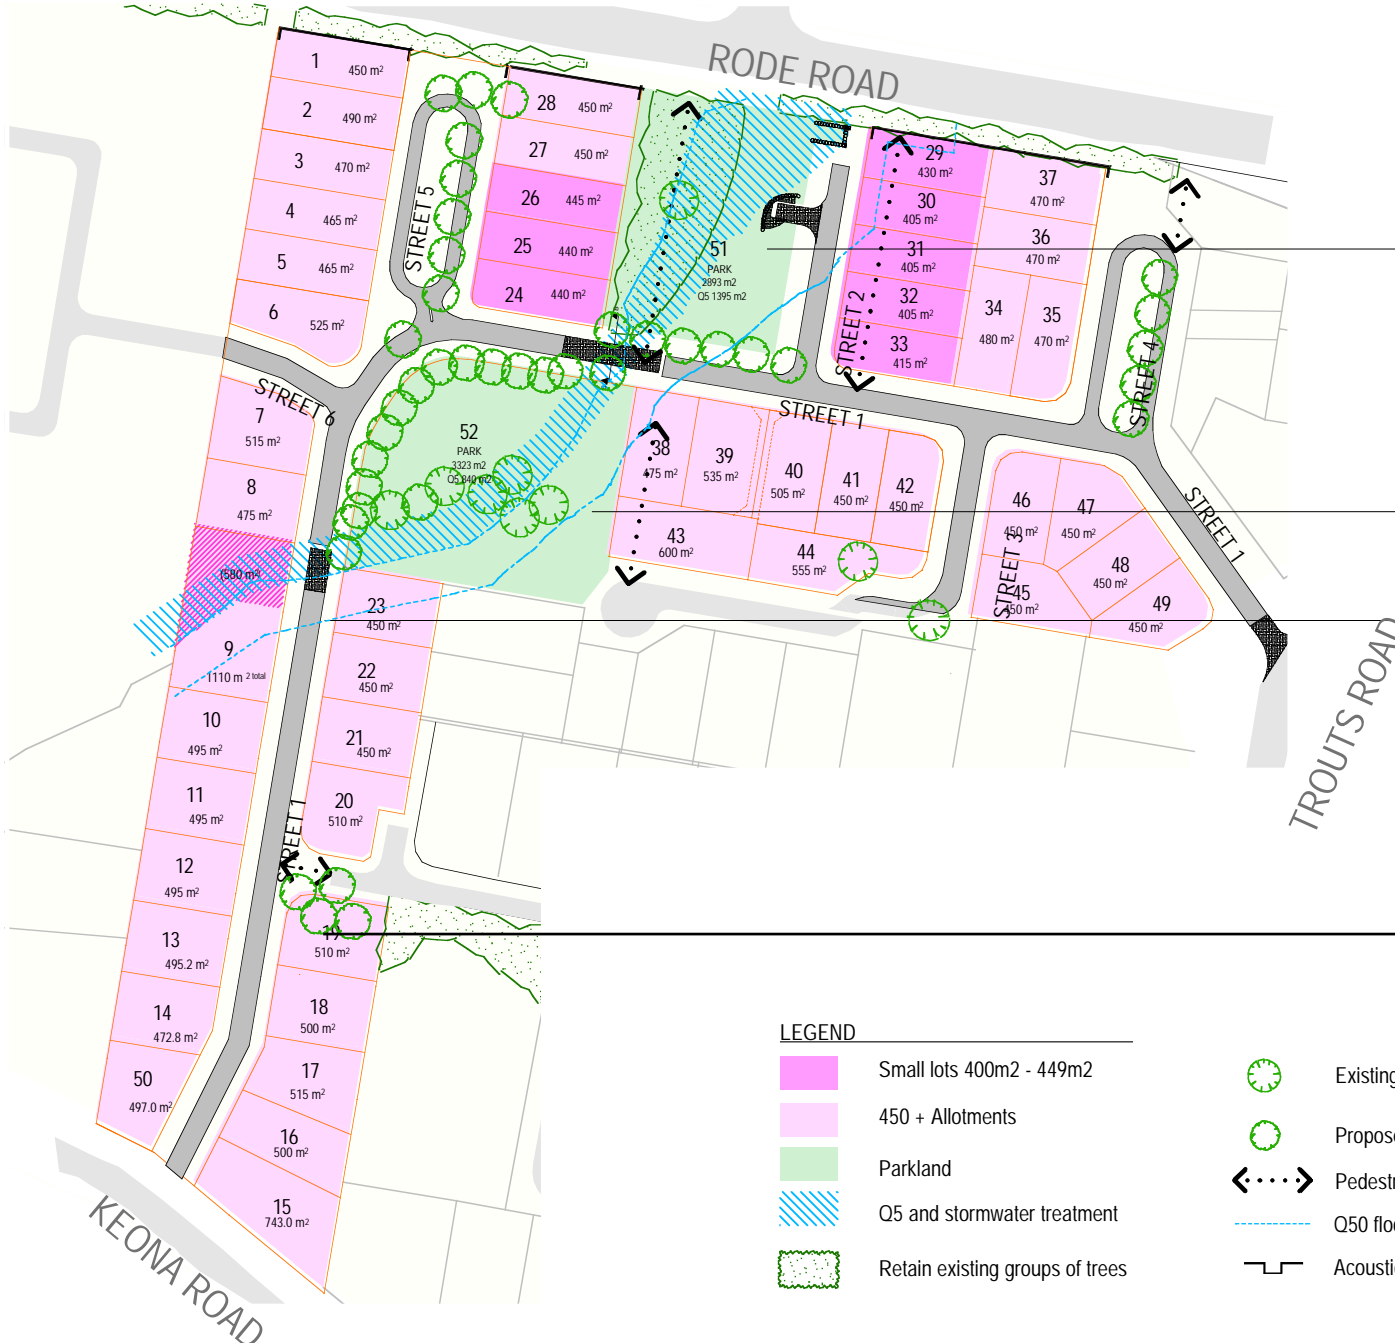 RODE ROAD
1 450 m²
2 490 m²
3 470 m²
4 465 m²
5 465 m²
6 525 m²
STREET 5
28 450 m²
27 450 m²
26 445 m²
25 440 m²
24 440 m²
51
PARK
2893 m2
Q5 1395 m2
29
430 m²
30
405 m²
31
405 m²
32
405 m²
33
415 m²
STREET 2
37
470 m²
36
470 m²
34
480 m²
35
470 m²
STREET 4
STREET 6
STREET 1
7
515 m²
8
475 m²
(580 m²
9
1110 m² total
52
PARK
3323 m2
Q5 840 m2
38
475 m²
39
535 m²
40
505 m²
41
450 m²
42
450 m²
43
600 m²
44
555 m²
46
450 m²
47
450 m²
48
450 m²
49
450 m²
45
450 m²
STREET 3
STREET 1
TROUTS ROAD
23
450 m²
22
450 m²
21
450 m²
20
510 m²
STREET 1
10
495 m²
11
495 m²
12
495 m²
13
495.2 m²
14
472.8 m²
50
497.0 m²
19
510 m²
18
500 m²
17
515 m²
16
500 m²
15
743.0 m²
KEONA ROAD
LEGEND
Small lots 400m2 - 449m2
450 + Allotments
Parkland
Q5 and stormwater treatment
Retain existing groups of trees
Existing